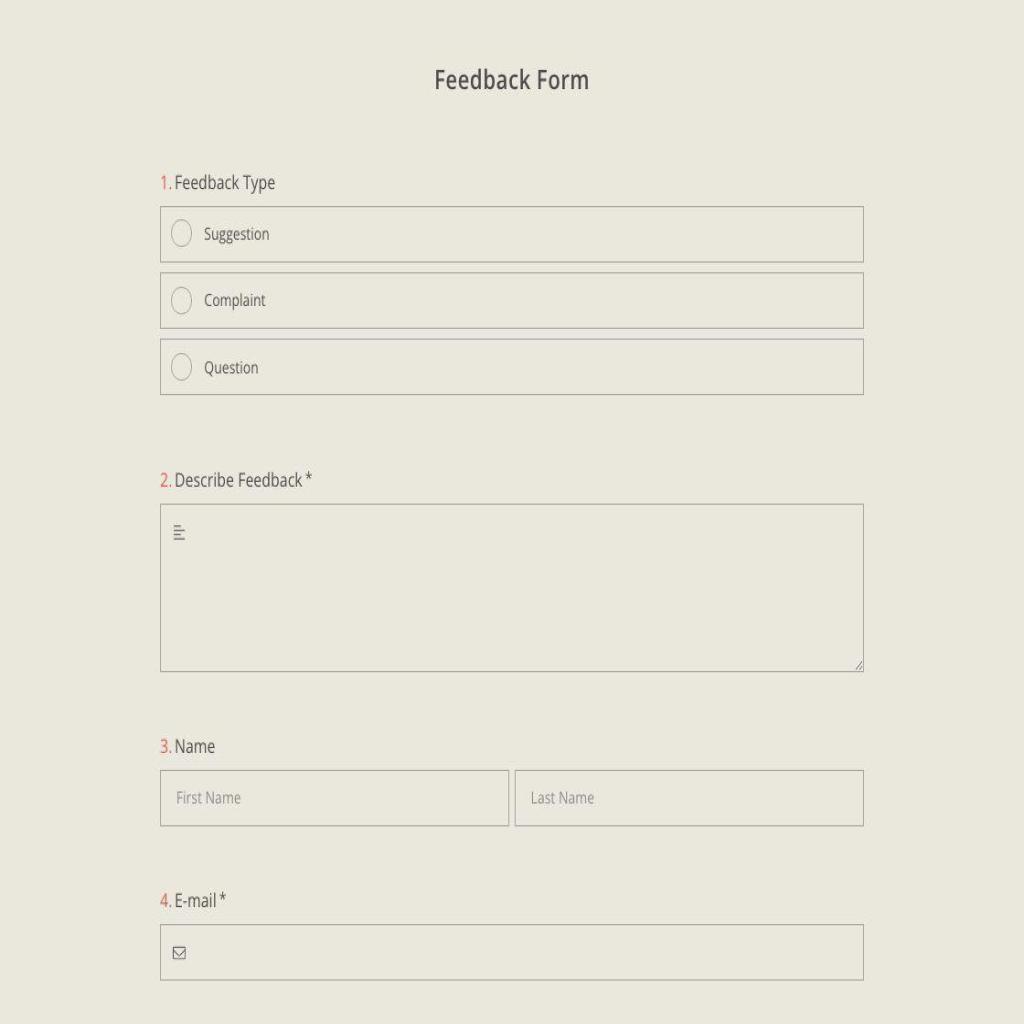 Feedback Form
1. Feedback Type
Suggestion
Complaint
Question
2. Describe Feedback *
3. Name
First Name Last Name
4. E-mail *